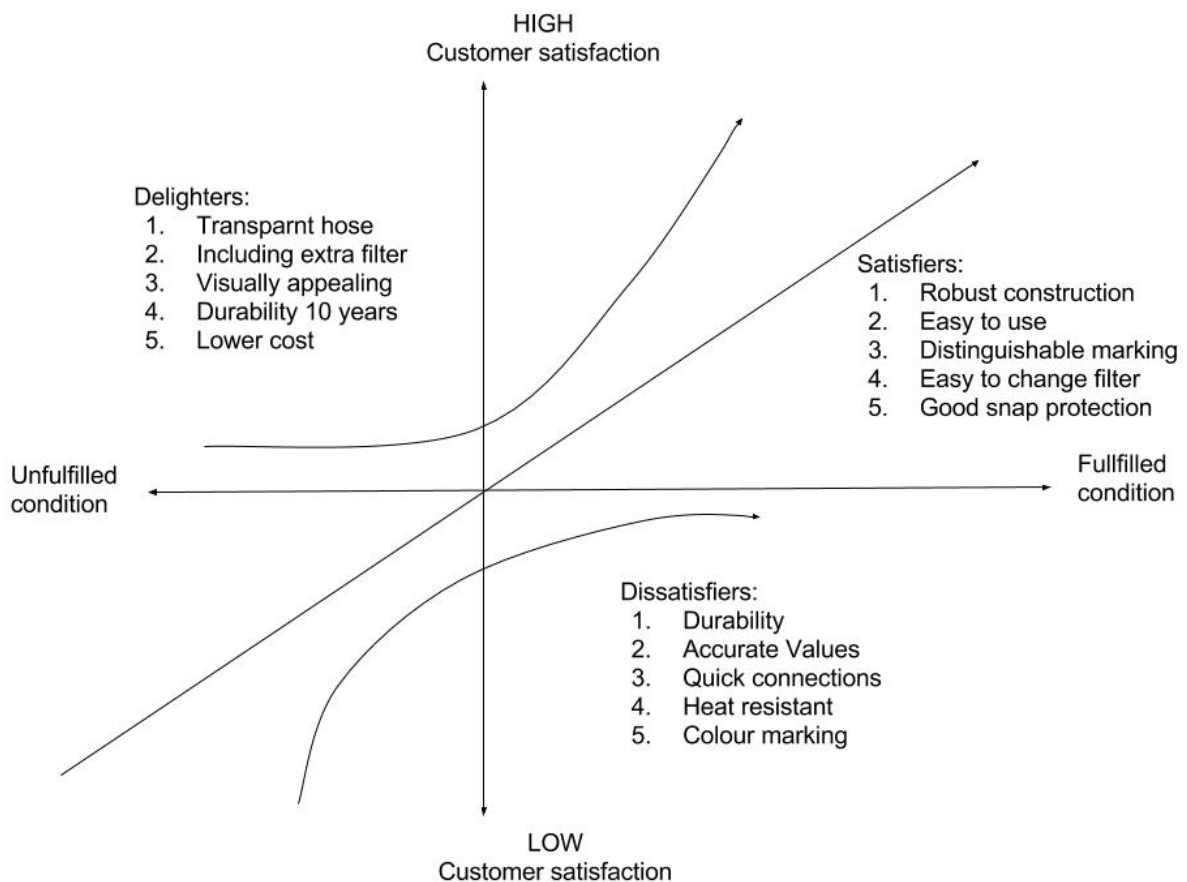 HIGH
Customer satisfaction
Delighters:
1. Transparnt hose
2. Including extra filter
3. Visually appealing
4. Durability 10 years
5. Lower cost
Satisfiers:
1. Robust construction
2. Easy to use
3. Distinguishable marking
4. Easy to change filter
5. Good snap protection
Unfulfilled
condition
Fullfilled
condition
Dissatisfiers:
1. Durability
2. Accurate Values
3. Quick connections
4. Heat resistant
5. Colour marking
LOW
Customer satisfaction